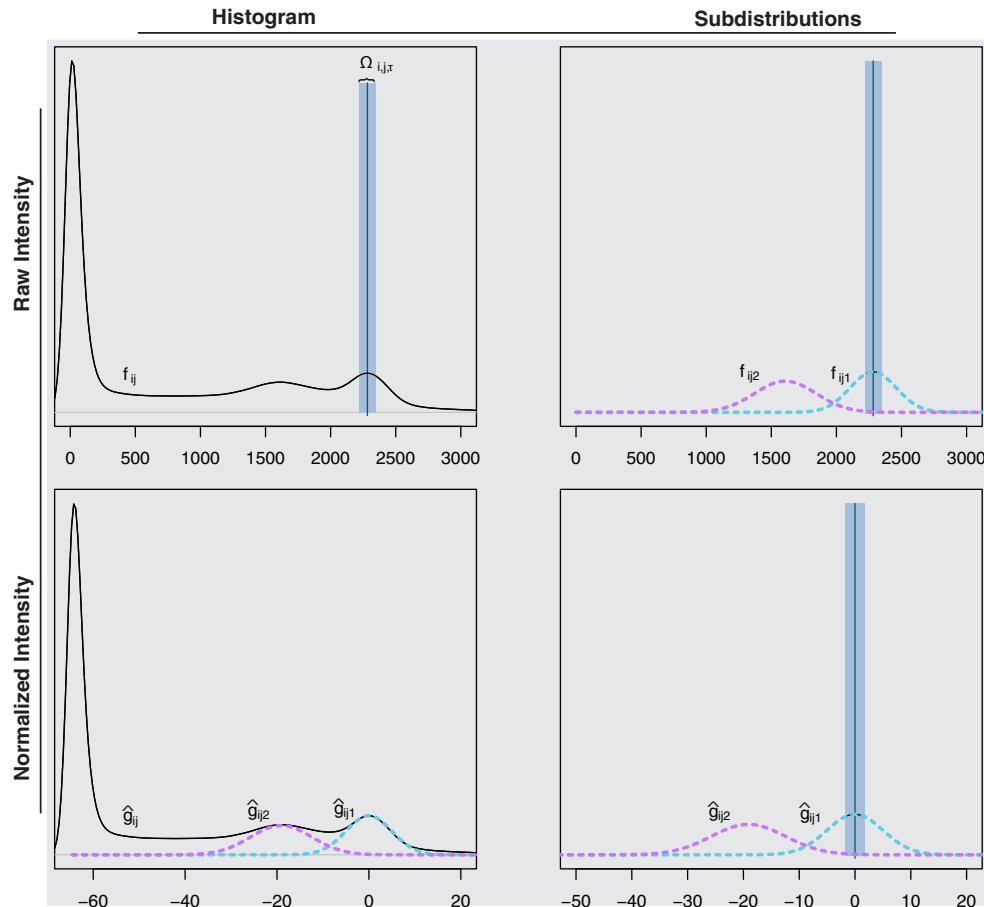 Histogram
Subdistributions
Raw Intensity
Ω i,j,τ
f ij
0 500 1000 1500 2000 2500 3000
f ij2
f ij1
0 500 1000 1500 2000 2500 3000
Normalized Intensity
ĝij
ĝij2
ĝij1
−60 −40 −20 0 20
ĝij2
ĝij1
−50 −40 −30 −20 −10 0 10 20